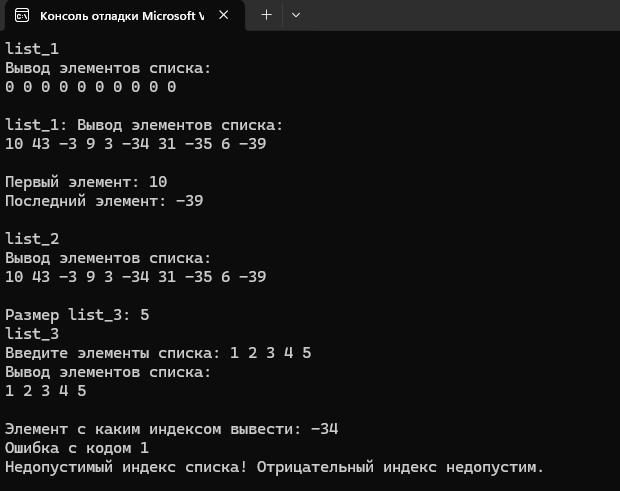 Консоль отладки Microsoft V
list_1
Вывод элементов списка:
0 0 0 0 0 0 0 0 0 0
list_1: Вывод элементов списка:
10 43 -3 9 3 -34 31 -35 6 -39
Первый элемент: 10
Последний элемент: -39
list_2
Вывод элементов списка:
10 43 -3 9 3 -34 31 -35 6 -39
Размер list_3: 5
list_3
Введите элементы списка: 1 2 3 4 5
Вывод элементов списка:
1 2 3 4 5
Элемент с каким индексом вывести: -34
Ошибка с кодом 1
Недопустимый индекс списка! Отрицательный индекс недопустим.